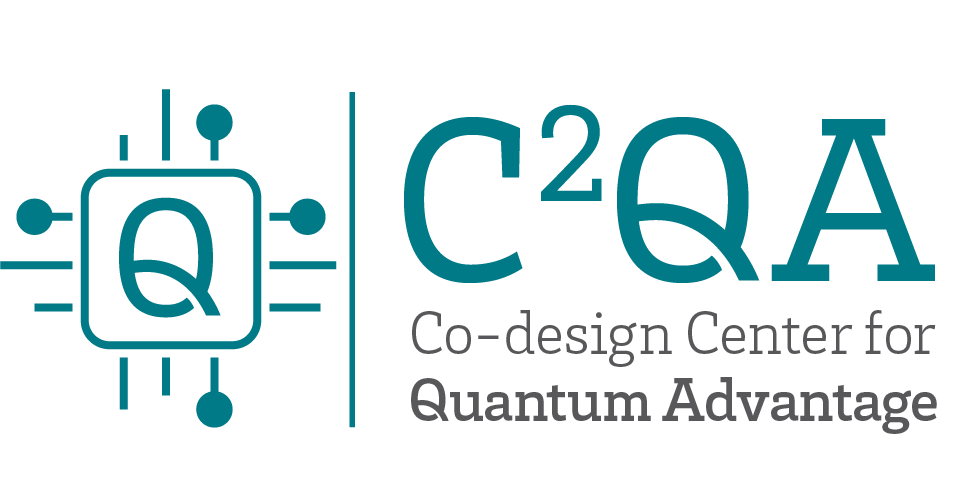 Q
C²QA
Co-design Center for
Quantum Advantage